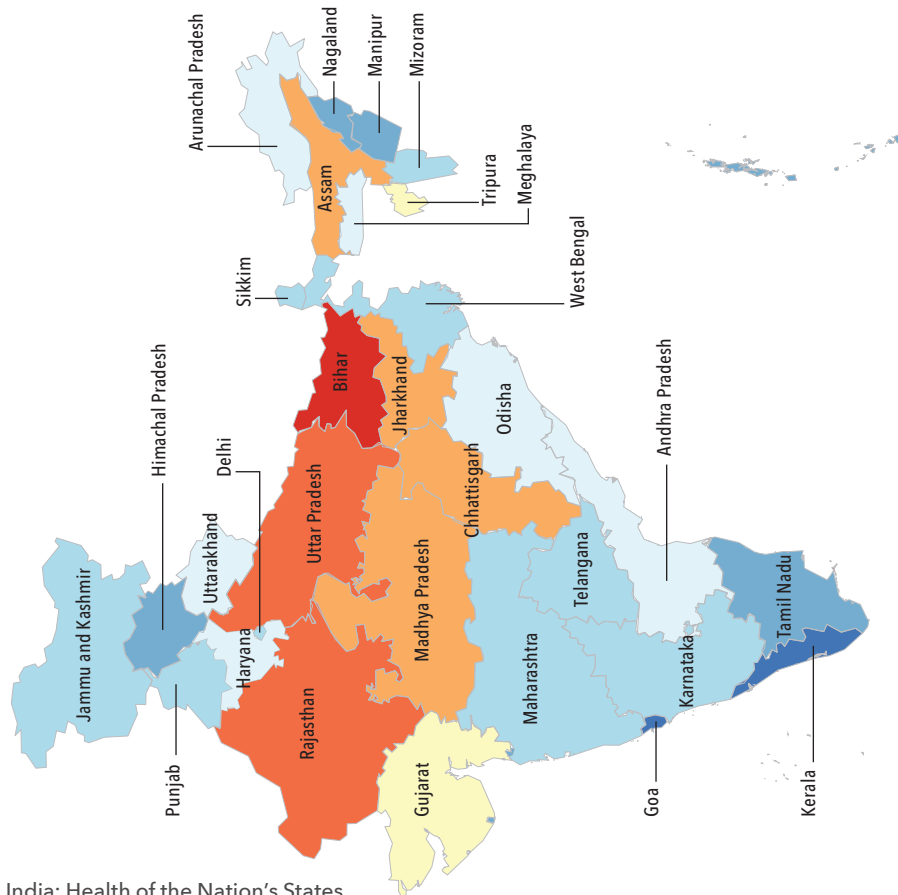 Arunachal Pradesh
Nagaland
Manipur
Mizoram
Assam
Tripura
Meghalaya
Sikkim
West Bengal
Himachal Pradesh
Bihar
Jharkhand
Odisha
Delhi
Andhra Pradesh
Uttarakhand
Uttar Pradesh
Chhattisgarh
Jammu and Kashmir
Haryana
Madhya Pradesh
Telangana
Tamil Nadu
Punjab
Rajasthan
Maharashtra
Karnataka
Gujarat
Goa
Kerala
India: Health of the Nation's States